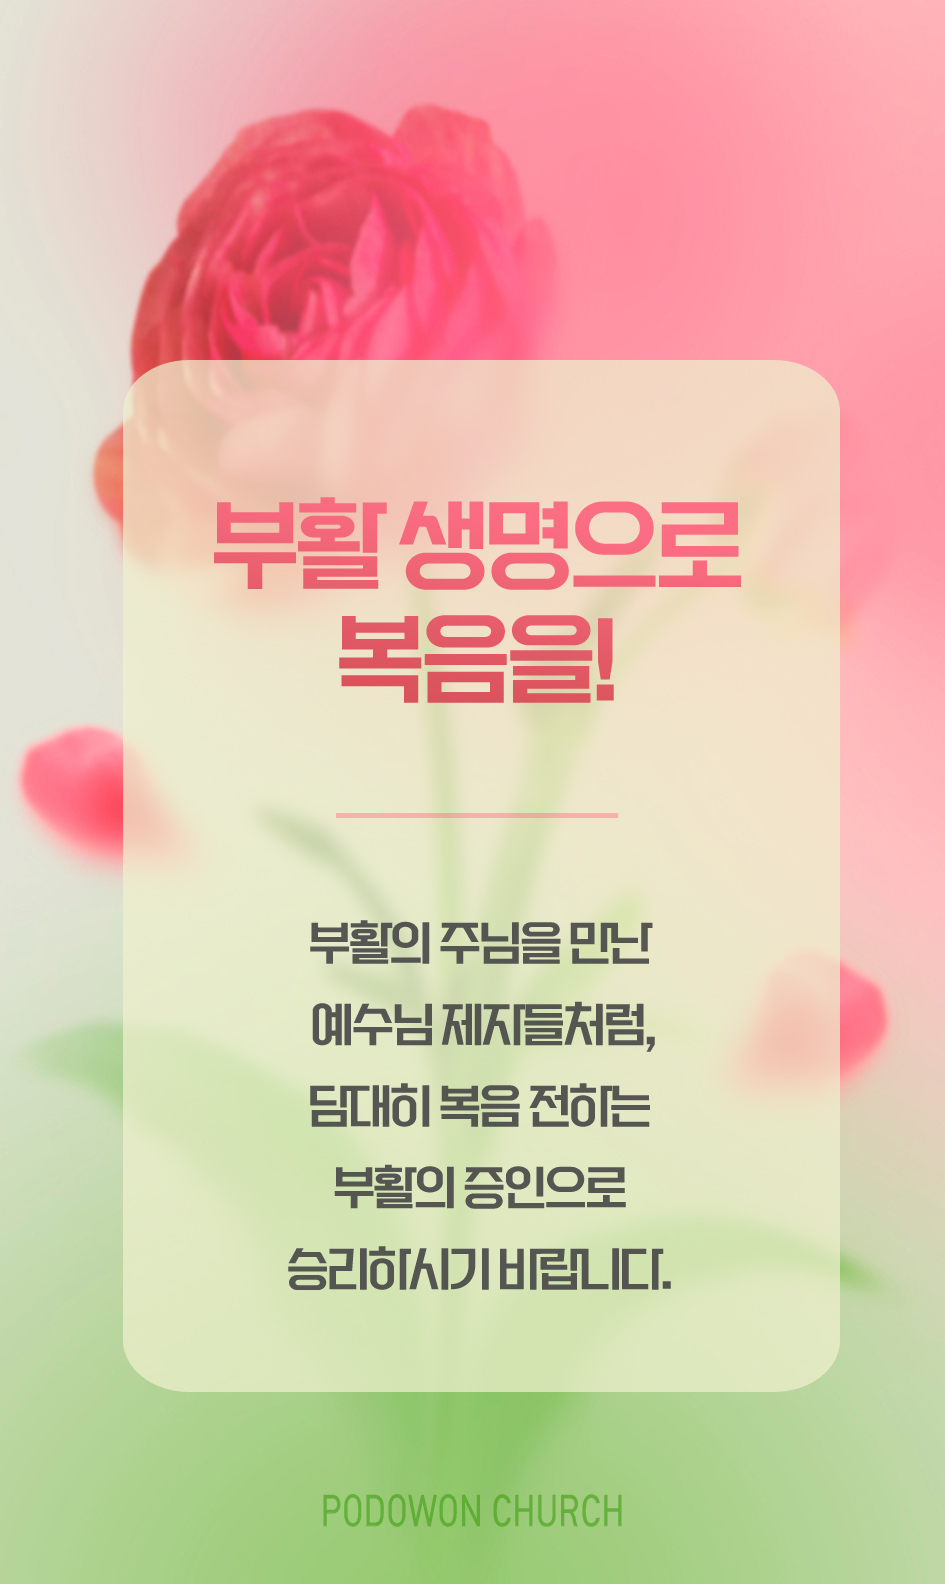 부활 생명으로
복음을!
부활의 주님을 만난
예수님 제자들처럼,
담대히 복음 전하는
부활의 증인으로
승리하시기 바랍니다.
PODOWON CHURCH